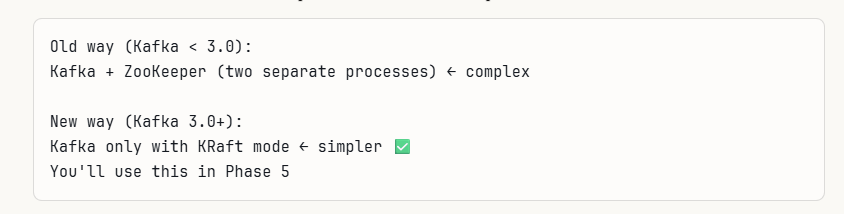 Old way (Kafka < 3.0):
Kafka + ZooKeeper (two separate processes) ← complex
New way (Kafka 3.0+):
Kafka only with KRaft mode ← simpler ✅
You'll use this in Phase 5